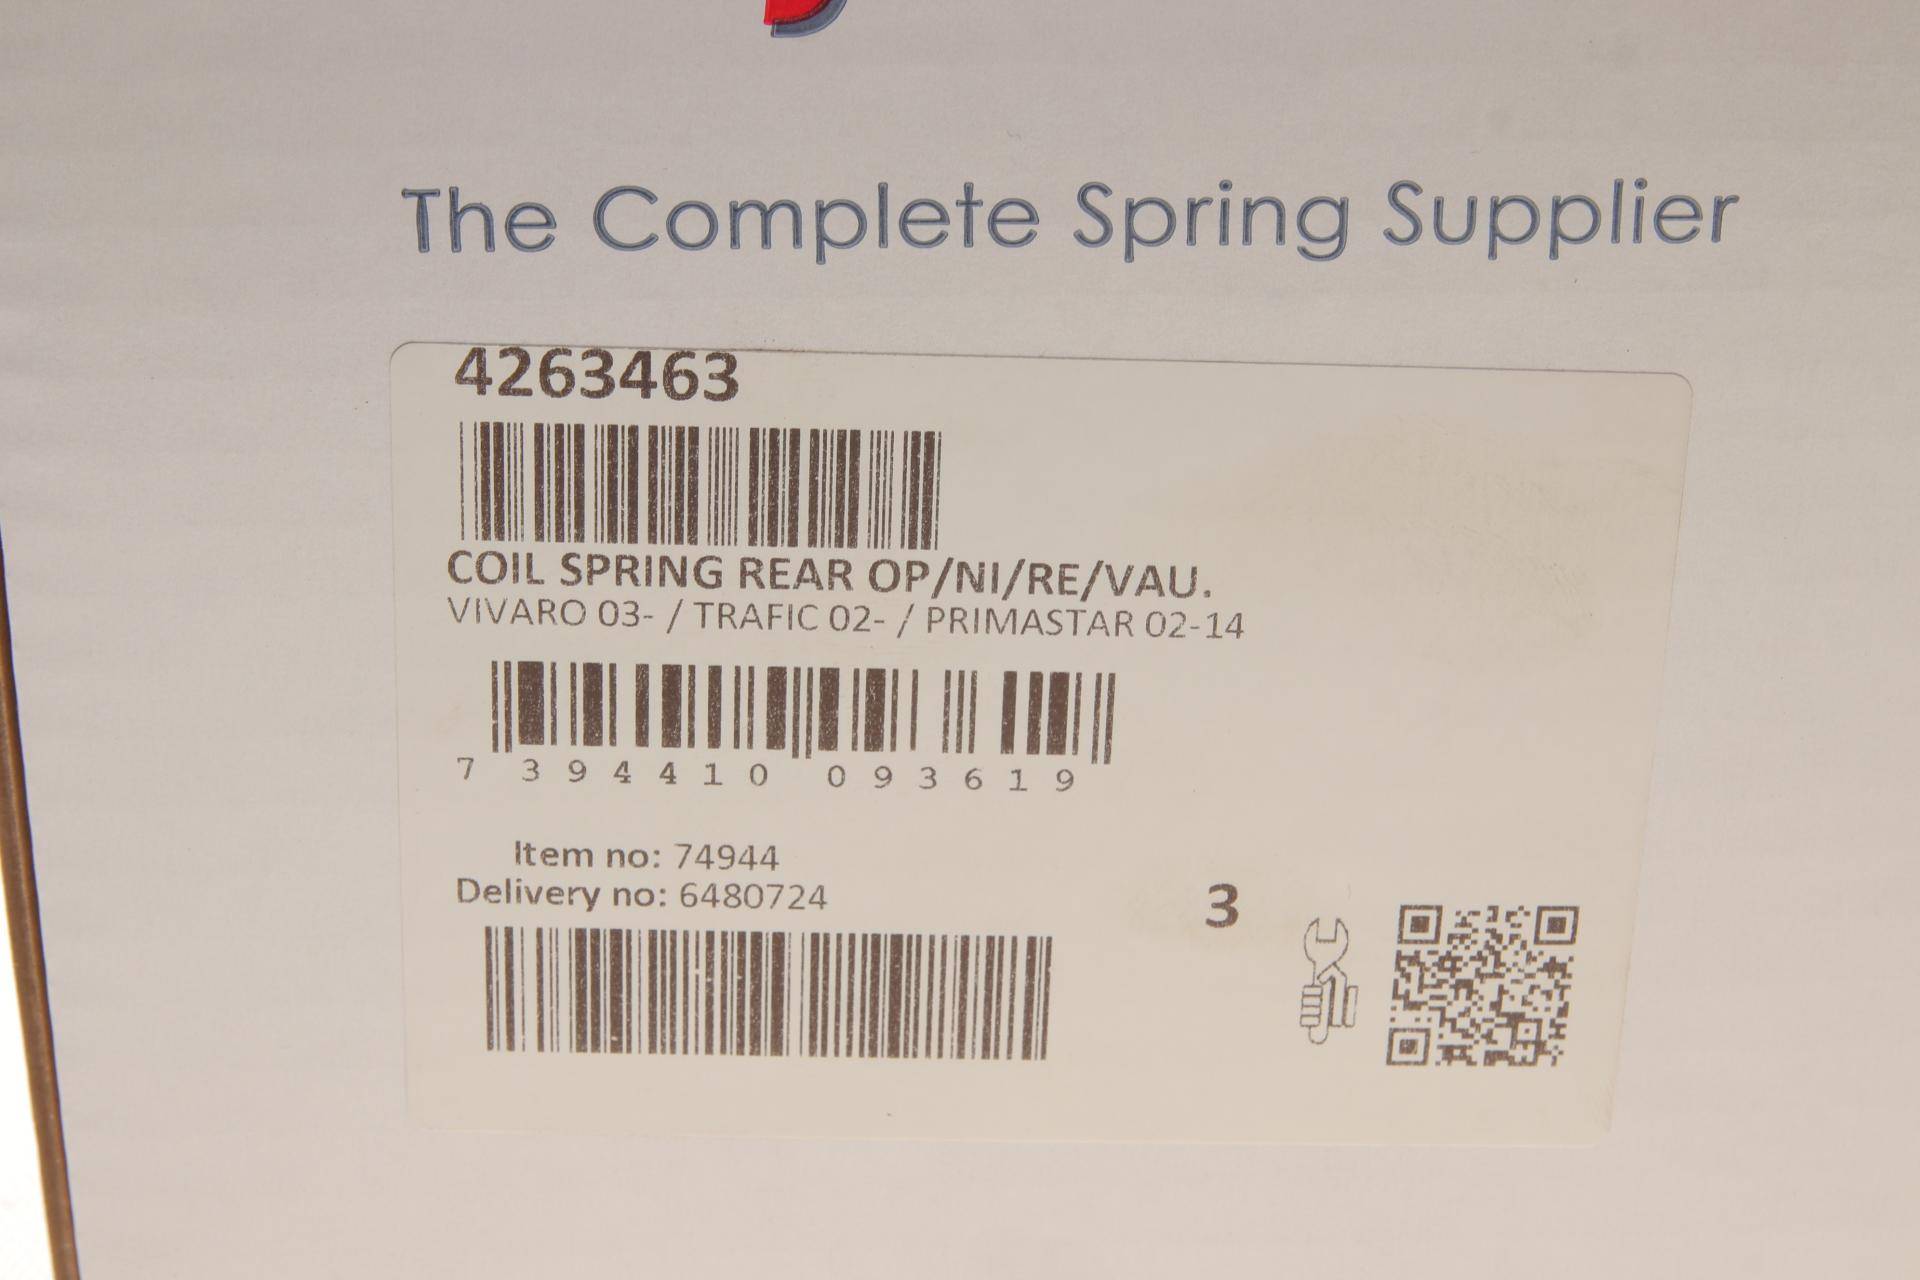 The Complete Spring Supplier
4263463
COIL SPRING REAR OP/NI/RE/VAU.
VIVARO 03- / TRAFIC 02- / PRIMASTAR 02-14
7 394410 093619
Item no: 74944
Delivery no: 6480724
3